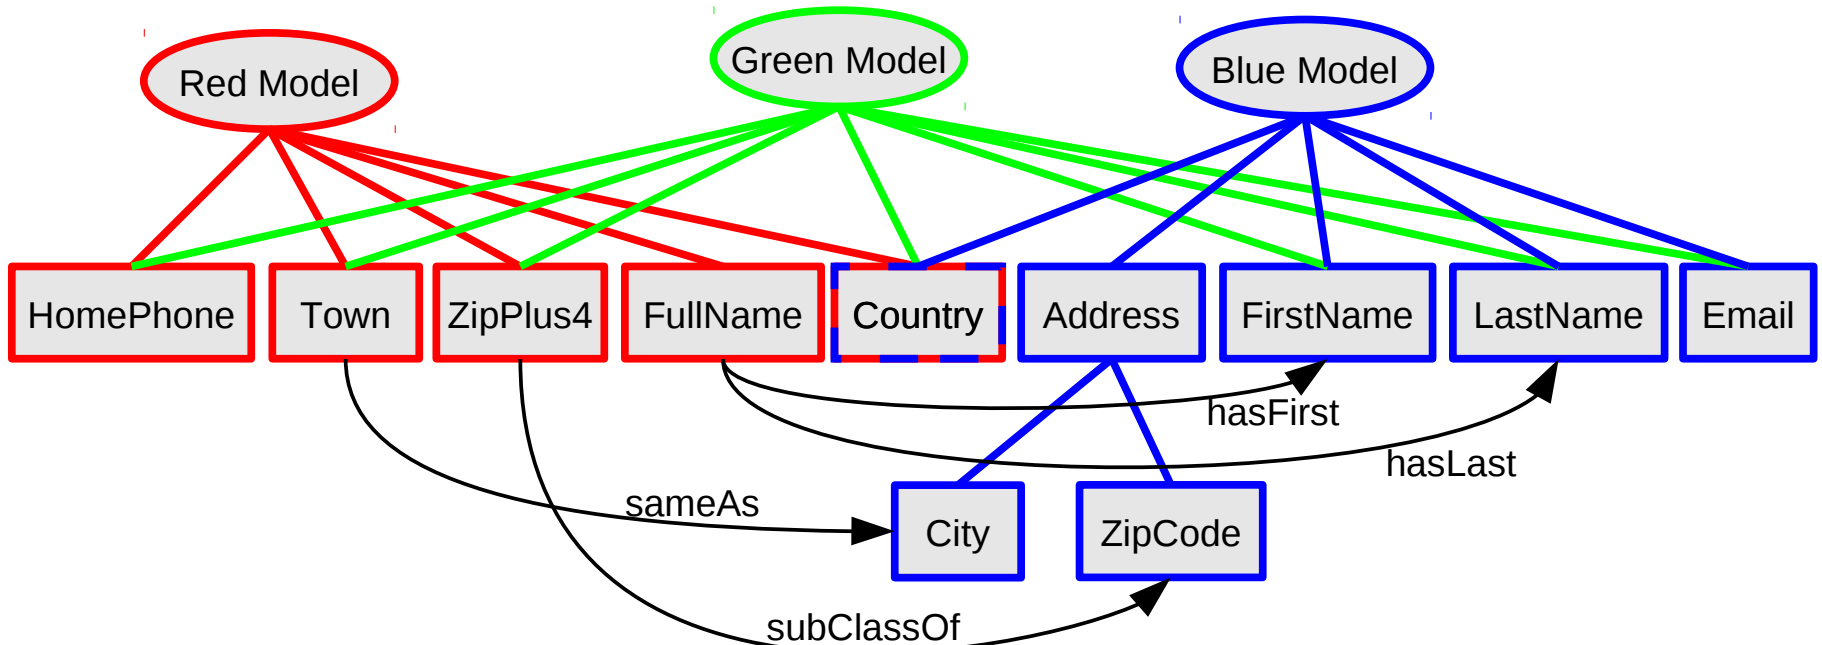 Red Model
Green Model
Blue Model
HomePhone
Town
ZipPlus4
FullName
Country
Address
FirstName
LastName
Email
hasFirst
hasLast
sameAs
City
ZipCode
subClassOf